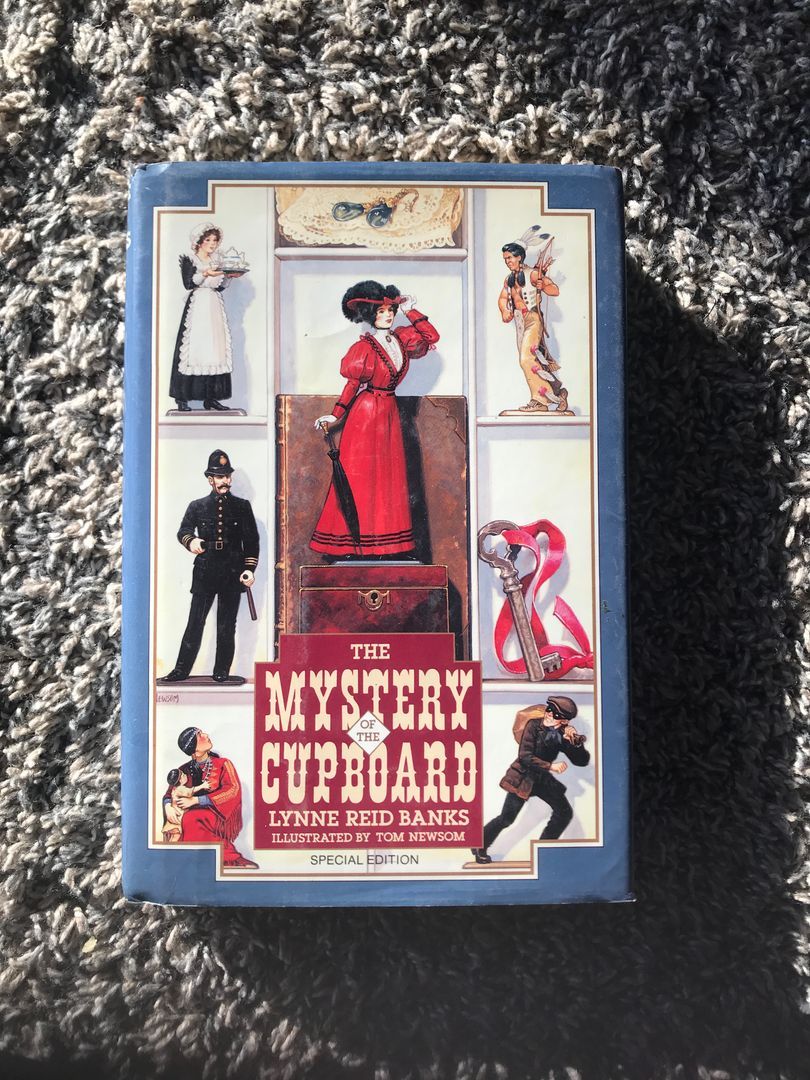 THE
MYSTERY
OF
THE
CUPBOARD
LYNNE REID BANKS
ILLUSTRATED BY TOM NEWSOM
SPECIAL EDITION